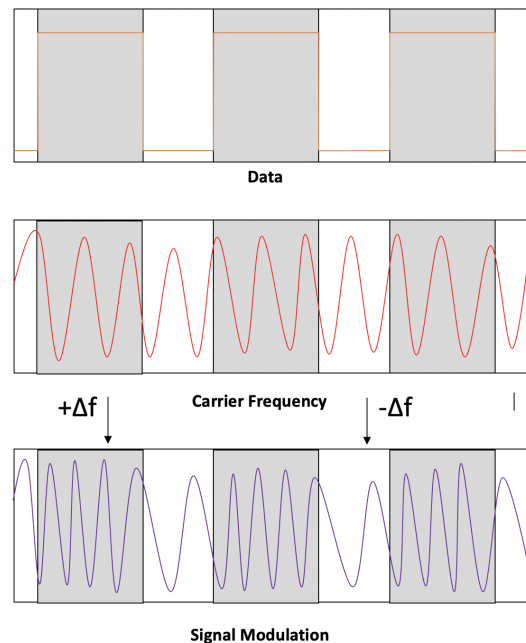 Data
+Δf
Carrier Frequency
-Δf
Signal Modulation